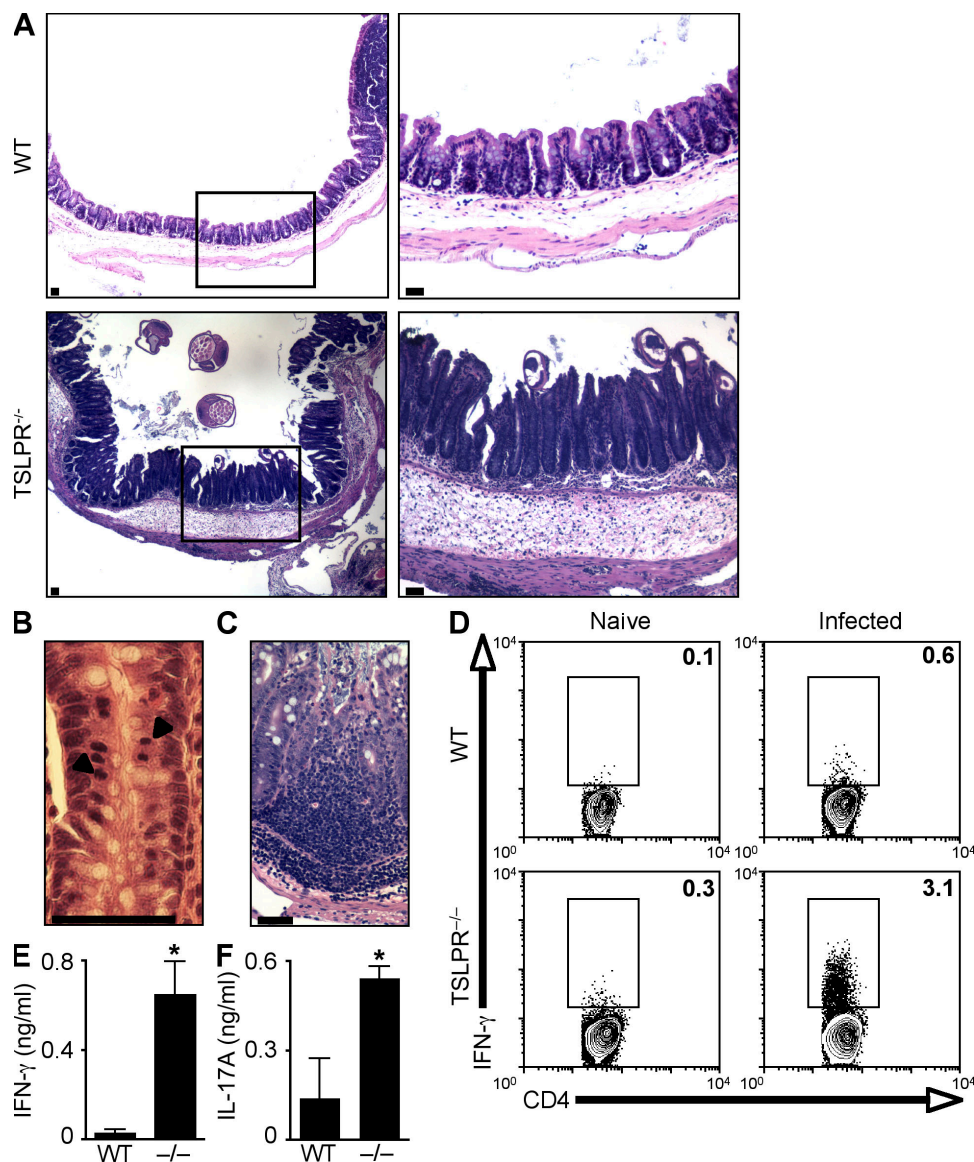 A
WT
TSLPR-/-
B
C
D
Naive
Infected
WT
TSLPR−/−
10⁴
0.1
10⁰
10⁴
10⁴
0.6
10⁰
10⁴
10⁴
0.3
10⁰
10⁴
10⁴
3.1
10⁰
10⁴
IFN-γ
CD4
E
IFN-γ (ng/ml)
0.8
0.4
0
*
WT
−/−
F
IL-17A (ng/ml)
0.6
0.3
0
*
WT
−/−